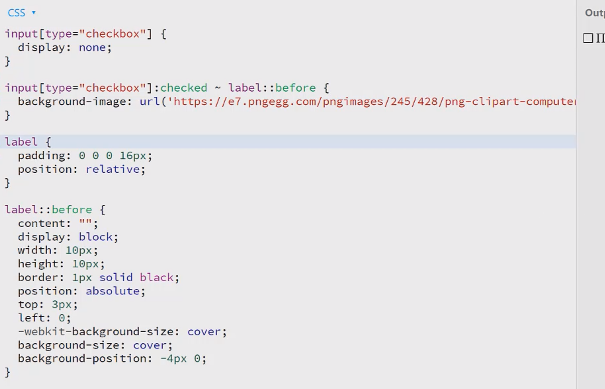 CSS
Outp
input[type="checkbox"] {
display: none;
}
input[type="checkbox"]:checked ~ label::before {
background-image: url('https://e7.pngegg.com/pngimages/245/428/png-clipart-computer
label {
padding: 0 0 0 16px;
position: relative;
}
label::before {
content: "";
display: block;
width: 10px;
height: 10px;
border: 1px solid black;
position: absolute;
top: 3px;
left: 0;
-webkit-background-size: cover;
background-size: cover;
background-position: -4px 0;
}